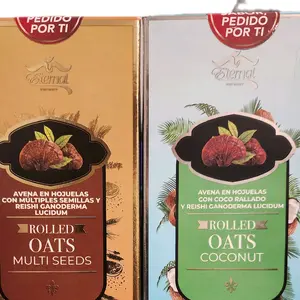 PEDIDO
POR TI
Eternal
AVENA EN HOJUELAS
CON MÚLTIPLES SEMILLAS Y
REISHI GANODERMA
LUCIDUM
ROLLED
OATS
MULTI SEEDS
PEDIDO
POR TI
Eternal
AVENA EN HOJUELAS
CON COCO RALLADO
Y REISHI GANODERMA LUCIDUM
ROLLED
OATS
COCONUT